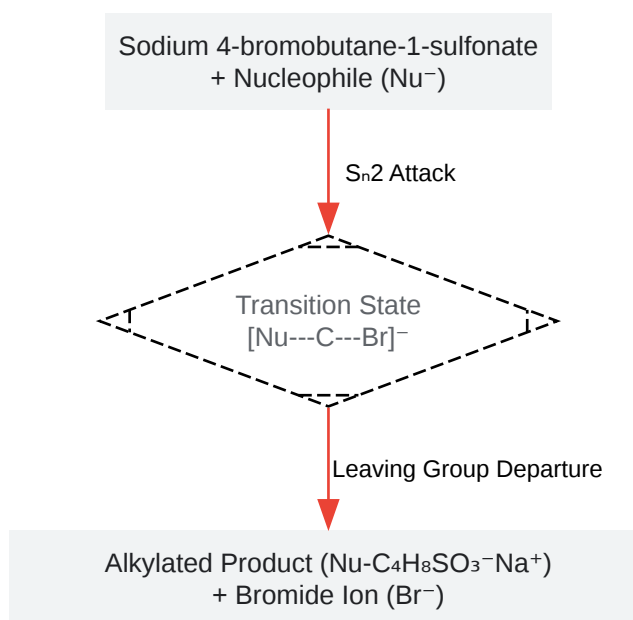 Sodium 4-bromobutane-1-sulfonate
+ Nucleophile (Nu⁻)
Sₙ2 Attack
Transition State
[Nu---C---Br]⁻
Leaving Group Departure
Alkylated Product (Nu-C₄H₈SO₃⁻Na⁺)
+ Bromide Ion (Br⁻)